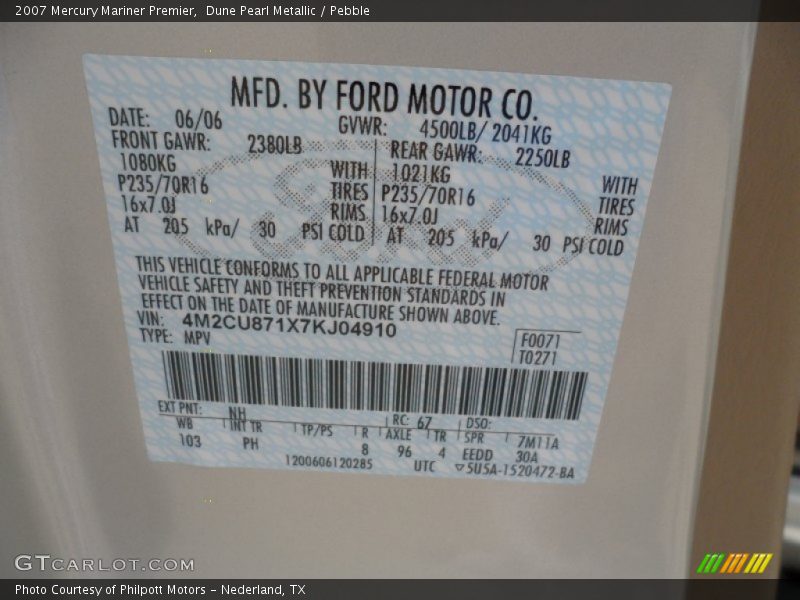 2007 Mercury Mariner Premier,  Dune Pearl Metallic / Pebble
MFD. BY FORD MOTOR CO.
DATE: 06/06 GVWR: 4500LB/ 2041KG
FRONT GAWR: 2380LB REAR GAWR: 2250LB
1080KG WITH 1021KG WITH
P235/70R16 TIRES P235/70R16 TIRES
16x7.0J RIMS 16x7.0J RIMS
AT 205 kPa/ 30 PSI COLD AT 205 kPa/ 30 PSI COLD
THIS VEHICLE CONFORMS TO ALL APPLICABLE FEDERAL MOTOR
VEHICLE SAFETY AND THEFT PREVENTION STANDARDS IN
EFFECT ON THE DATE OF MANUFACTURE SHOWN ABOVE.
VIN: 4M2CU871X7KJ04910
TYPE: MPV
F0071
T0271
EXT PNT: NH RC: 67 DSO:
WB INT TR TP/PS R AXLE TR SPR 7M11A
103 PH 8 96 4 EEDD 30A
1200606120285 UTC ▽5U5A-1520472-BA
GTCARLOT.COM
Photo Courtesy of Philpott Motors - Nederland, TX